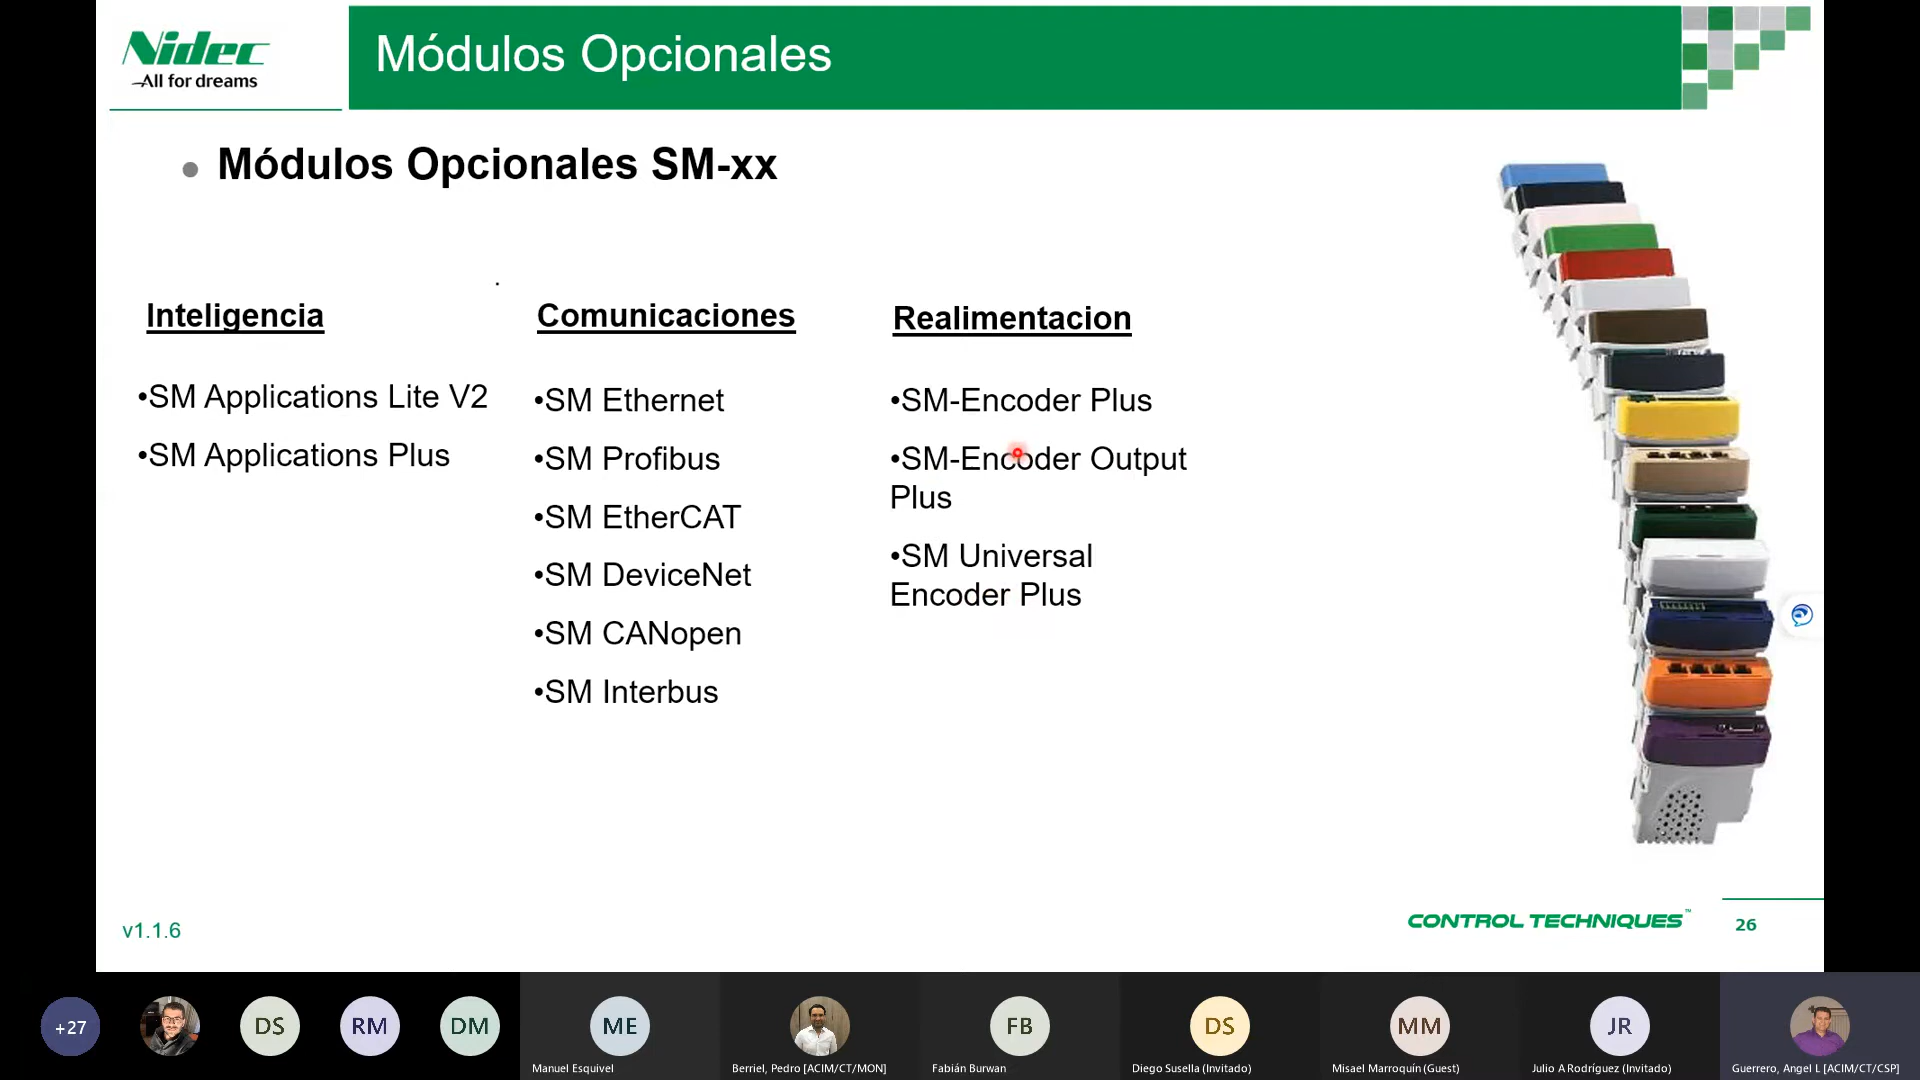 Nidec
All for dreams
Módulos Opcionales
• Módulos Opcionales SM-xx
Inteligencia
•SM Applications Lite V2
•SM Applications Plus
Comunicaciones
•SM Ethernet
•SM Profibus
•SM EtherCAT
•SM DeviceNet
•SM CANopen
•SM Interbus
Realimentacion
•SM-Encoder Plus
•SM-Encoder Output
Plus
•SM Universal
Encoder Plus
v1.1.6
CONTROL TECHNIQUES™
26
+27
DS
RM
DM
ME
Manuel Esquivel
Berriel, Pedro [ACIM/CT/MON]
FB
Fabián Burwan
DS
Diego Susella (Invitado)
MM
Misael Marroquín (Guest)
JR
Julio A Rodríguez (Invitado)
Guerrero, Angel L [ACIM/CT/CSP]